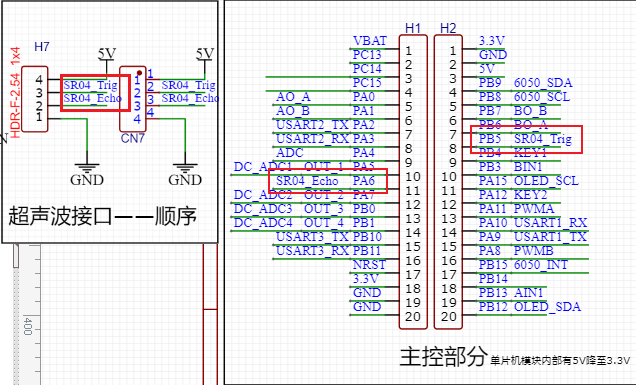 H7
5V 5V
HDR-F-2.54_1x4
4 SR04_Trig 1 1 SR04_Trig
3 SR04_Echo 2 2 SR04_Echo
2 3 3
1 4 4
CN7
GND GND
超声波接口——顺序
400
H1 H2
VBAT 1 1 3.3V
PC13 2 2 GND
PC14 3 3 5V
PC15 4 4 PB9 6050_SDA
AO_A PA0 5 5 PB8 6050_SCL
AO_B PA1 6 6 PB7 BO_B
USART2_TX PA2 7 7 PB6 BO_A
USART2_RX PA3 8 8 PB5 SR04_Trig
ADC PA4 9 9 PB4 KEY1
DC_ADC1 OUT_1 PA5 10 10 PB3 BIN1
SR04_Echo PA6 11 11 PA15 OLED_SCL
DC_ADC2 OUT_2 PA7 12 12 PA12 KEY2
DC_ADC3 OUT_3 PB0 13 13 PA11 PWMA
DC_ADC4 OUT_4 PB1 14 14 PA10 USART1_RX
USART3_TX PB10 15 15 PA9 USART1_TX
USART3_RX PB11 16 16 PA8 PWMB
NRST 17 17 PB15 6050_INT
3.3V 18 18 PB14
GND 19 19 PB13 AIN1
GND 20 20 PB12 OLED_SDA
主控部分 单片机模块内部有5V降至3.3V